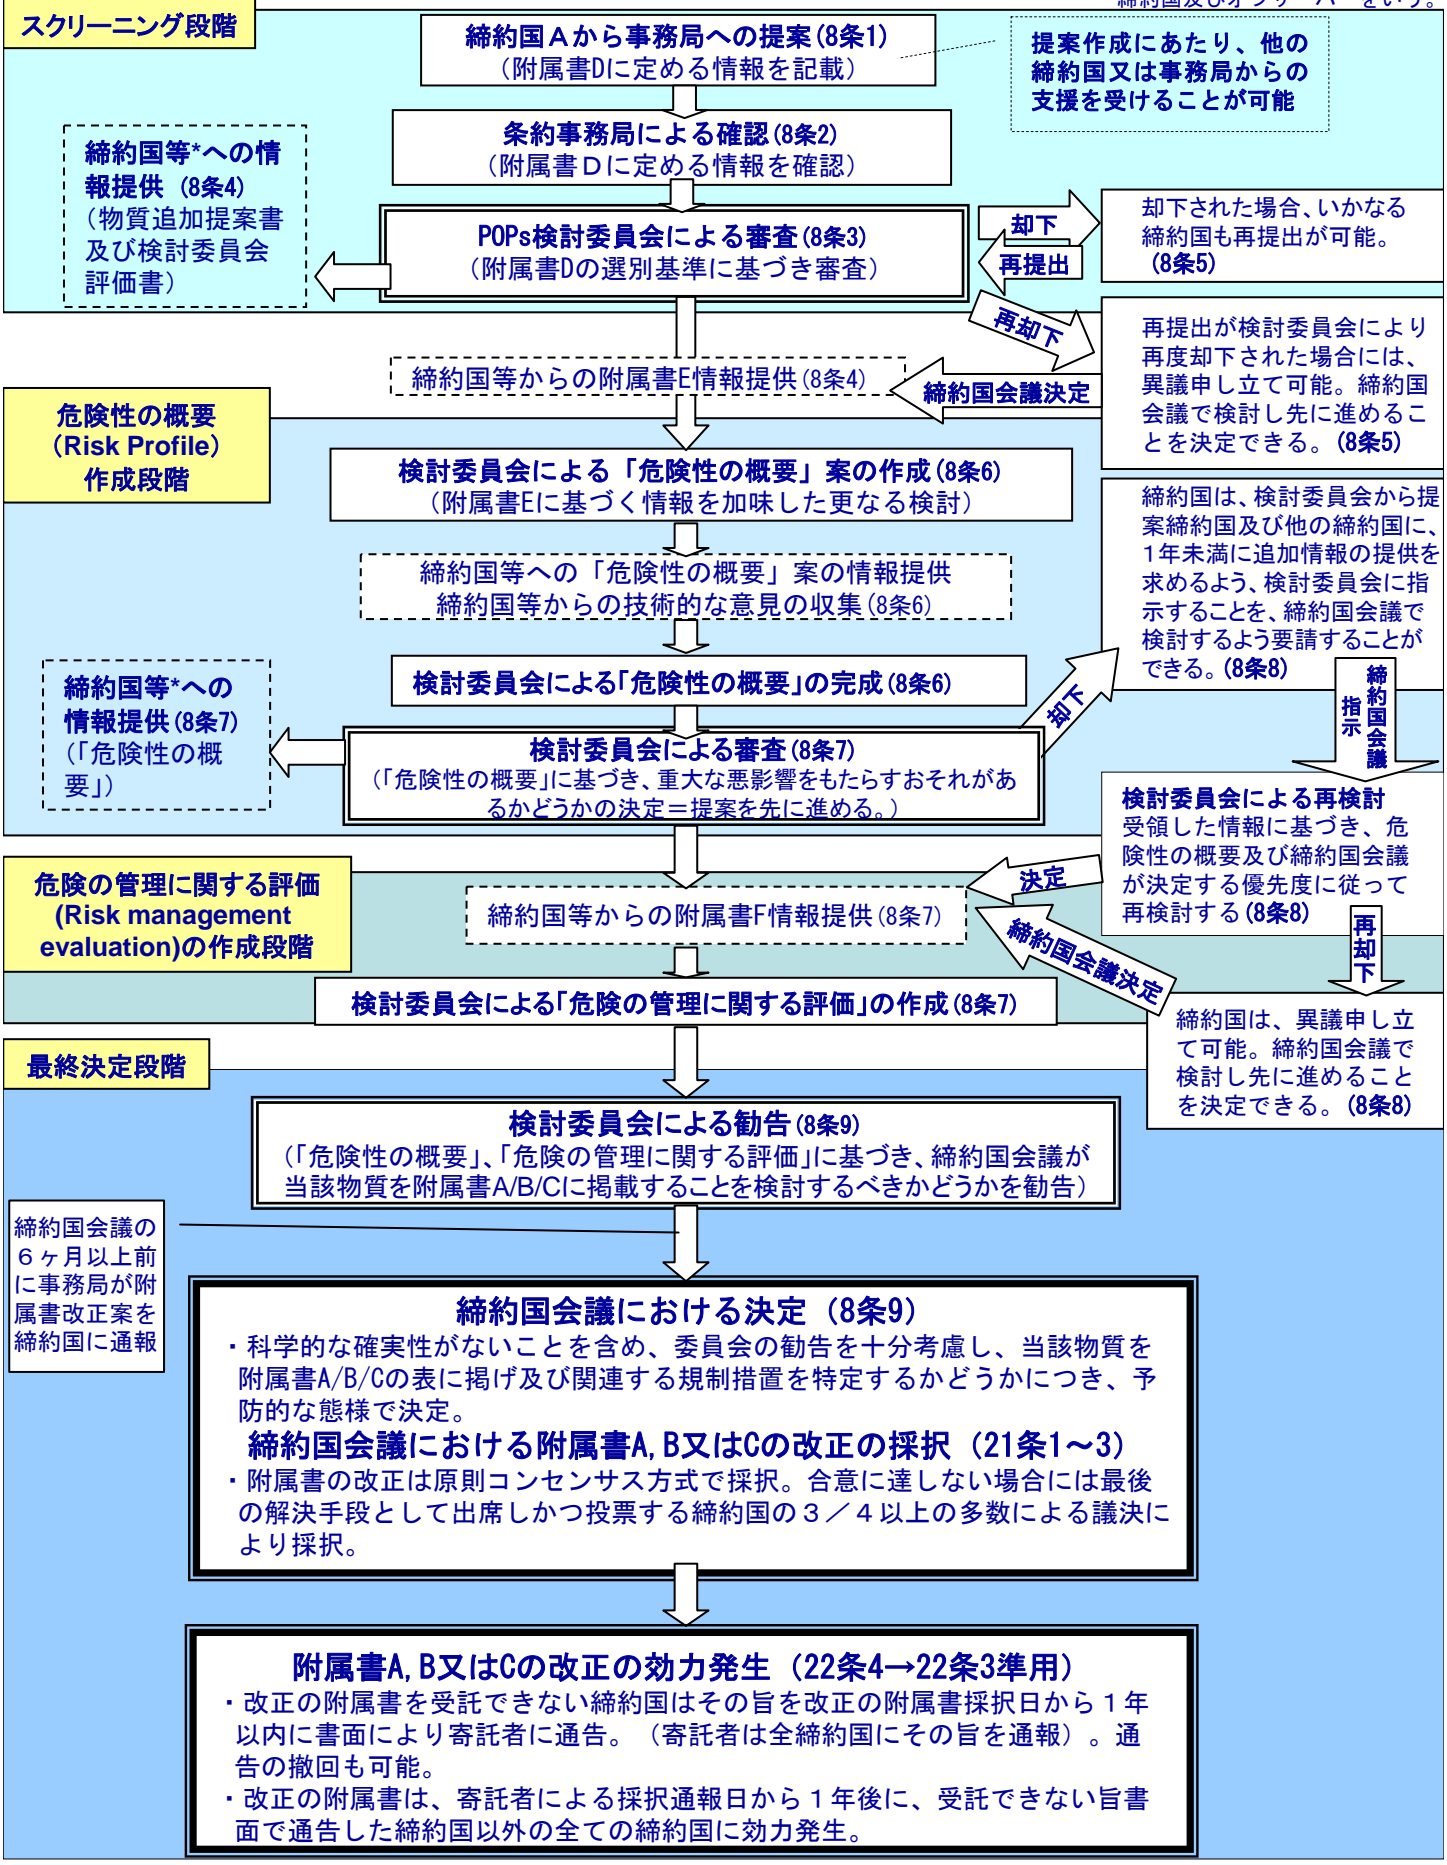 締約国及びオブザーバーをいう。
スクリーニング段階
締約国Aから事務局への提案(8条1)
(附属書Dに定める情報を記載)
提案作成にあたり、他の
締約国又は事務局からの
支援を受けることが可能
条約事務局による確認(8条2)
(附属書Dに定める情報を確認)
締約国等*への情
報提供 (8条4)
(物質追加提案書
及び検討委員会
評価書)
POPs検討委員会による審査(8条3)
(附属書Dの選別基準に基づき審査)
却下
再提出
却下された場合、いかなる
締約国も再提出が可能。
(8条5)
再却下
再提出が検討委員会により
再度却下された場合には、
異議申し立て可能。締約国
会議で検討し先に進めるこ
とを決定できる。(8条5)
締約国会議決定
締約国等からの附属書E情報提供(8条4)
危険性の概要
(Risk Profile)
作成段階
検討委員会による「危険性の概要」案の作成(8条6)
(附属書Eに基づく情報を加味した更なる検討)
締約国は、検討委員会から提
案締約国及び他の締約国に、
1年未満に追加情報の提供を
求めるよう、検討委員会に指
示することを、締約国会議で
検討するよう要請することが
できる。(8条8)
締約国等への「危険性の概要」案の情報提供
締約国等からの技術的な意見の収集(8条6)
検討委員会による「危険性の概要」の完成(8条6)
却下
締約国会議
指示
締約国等*への
情報提供(8条7)
(「危険性の概
要」)
検討委員会による審査(8条7)
(「危険性の概要」に基づき、重大な悪影響をもたらすおそれがあ
るかどうかの決定=提案を先に進める。)
検討委員会による再検討
受領した情報に基づき、危
険性の概要及び締約国会議
が決定する優先度に従って
再検討する(8条8)
決定
危険の管理に関する評価
(Risk management
evaluation)の作成段階
締約国等からの附属書F情報提供(8条7)
締約国会議決定
再却下
検討委員会による「危険の管理に関する評価」の作成(8条7)
締約国は、異議申し立
て可能。締約国会議で
検討し先に進めること
を決定できる。(8条8)
最終決定段階
検討委員会による勧告(8条9)
(「危険性の概要」、「危険の管理に関する評価」に基づき、締約国会議が
当該物質を附属書A/B/Cに掲載することを検討するべきかどうかを勧告)
締約国会議の
6ヶ月以上前
に事務局が附
属書改正案を
締約国に通報
締約国会議における決定 (8条9)
・科学的な確実性がないことを含め、委員会の勧告を十分考慮し、当該物質を
附属書A/B/Cの表に掲げ及び関連する規制措置を特定するかどうかにつき、予
防的な態様で決定。
締約国会議における附属書A,B又はCの改正の採択 (21条1~3)
・附属書の改正は原則コンセンサス方式で採択。合意に達しない場合には最後
の解決手段として出席しかつ投票する締約国の3/4以上の多数による議決に
より採択。
附属書A,B又はCの改正の効力発生 (22条4→22条3準用)
・改正の附属書を受託できない締約国はその旨を改正の附属書採択日から1年
以内に書面により寄託者に通告。(寄託者は全締約国にその旨を通報)。通
告の撤回も可能。
・改正の附属書は、寄託者による採択通報日から1年後に、受託できない旨書
面で通告した締約国以外の全ての締約国に効力発生。